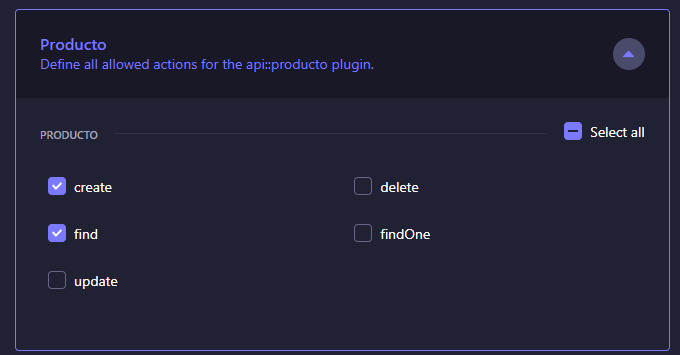 Producto
Define all allowed actions for the api::producto plugin.
PRODUCTO
Select all
create
delete
find
findOne
update